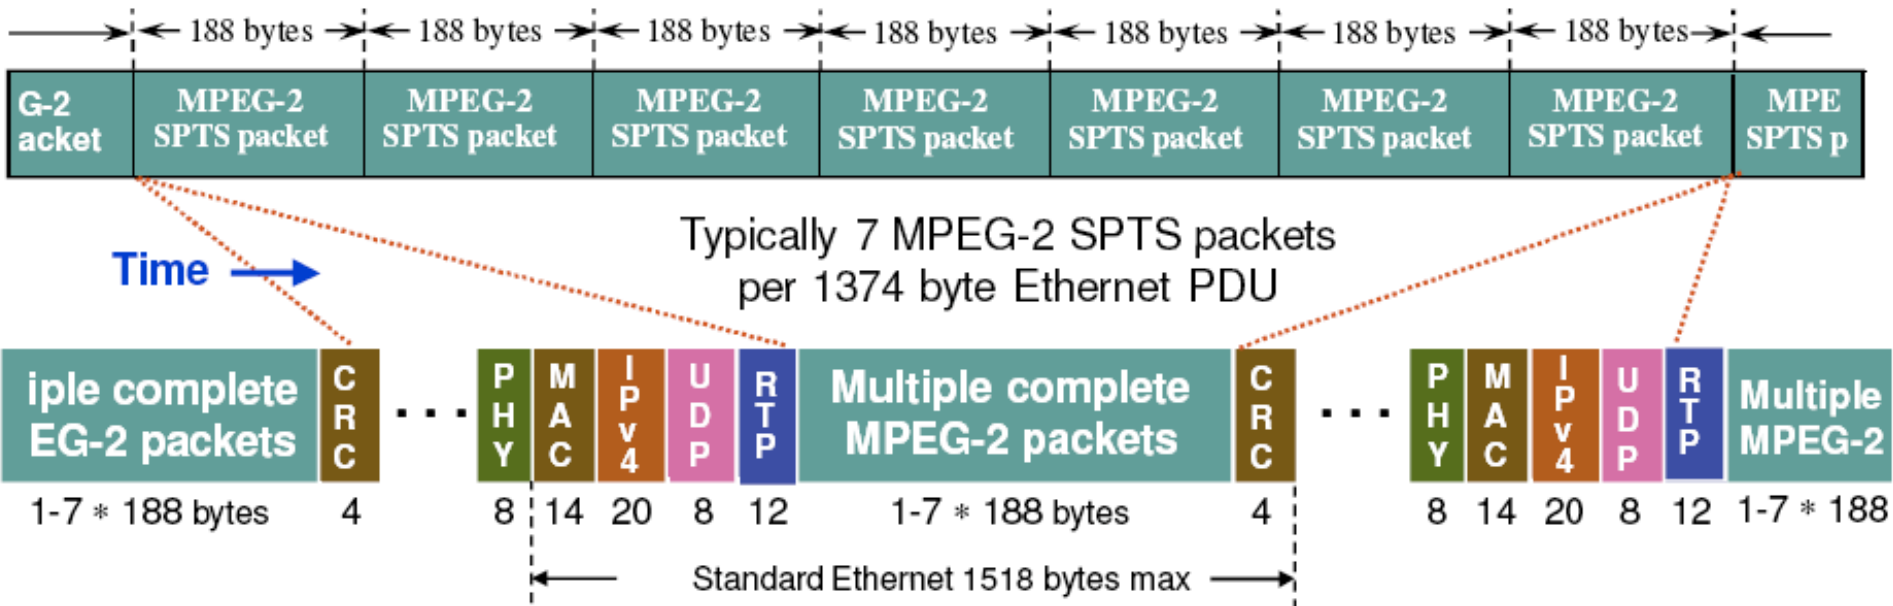 188 bytes 188 bytes 188 bytes 188 bytes 188 bytes 188 bytes 188 bytes
G-2 MPEG-2 MPEG-2 MPEG-2 MPEG-2 MPEG-2 MPEG-2 MPEG-2 MPE
acket SPTS packet SPTS packet SPTS packet SPTS packet SPTS packet SPTS packet SPTS packet SPTS p
Typically 7 MPEG-2 SPTS packets
per 1374 byte Ethernet PDU
Time
iple complete
EG-2 packets
CRC
...
PHY
MAC
IPv4
UDP
RTP
Multiple complete
MPEG-2 packets
CRC
...
PHY
MAC
IPv4
UDP
RTP
Multiple
MPEG-2
1-7 * 188 bytes 4 8 14 20 8 12 1-7 * 188 bytes 4 8 14 20 8 12 1-7 * 188
Standard Ethernet 1518 bytes max